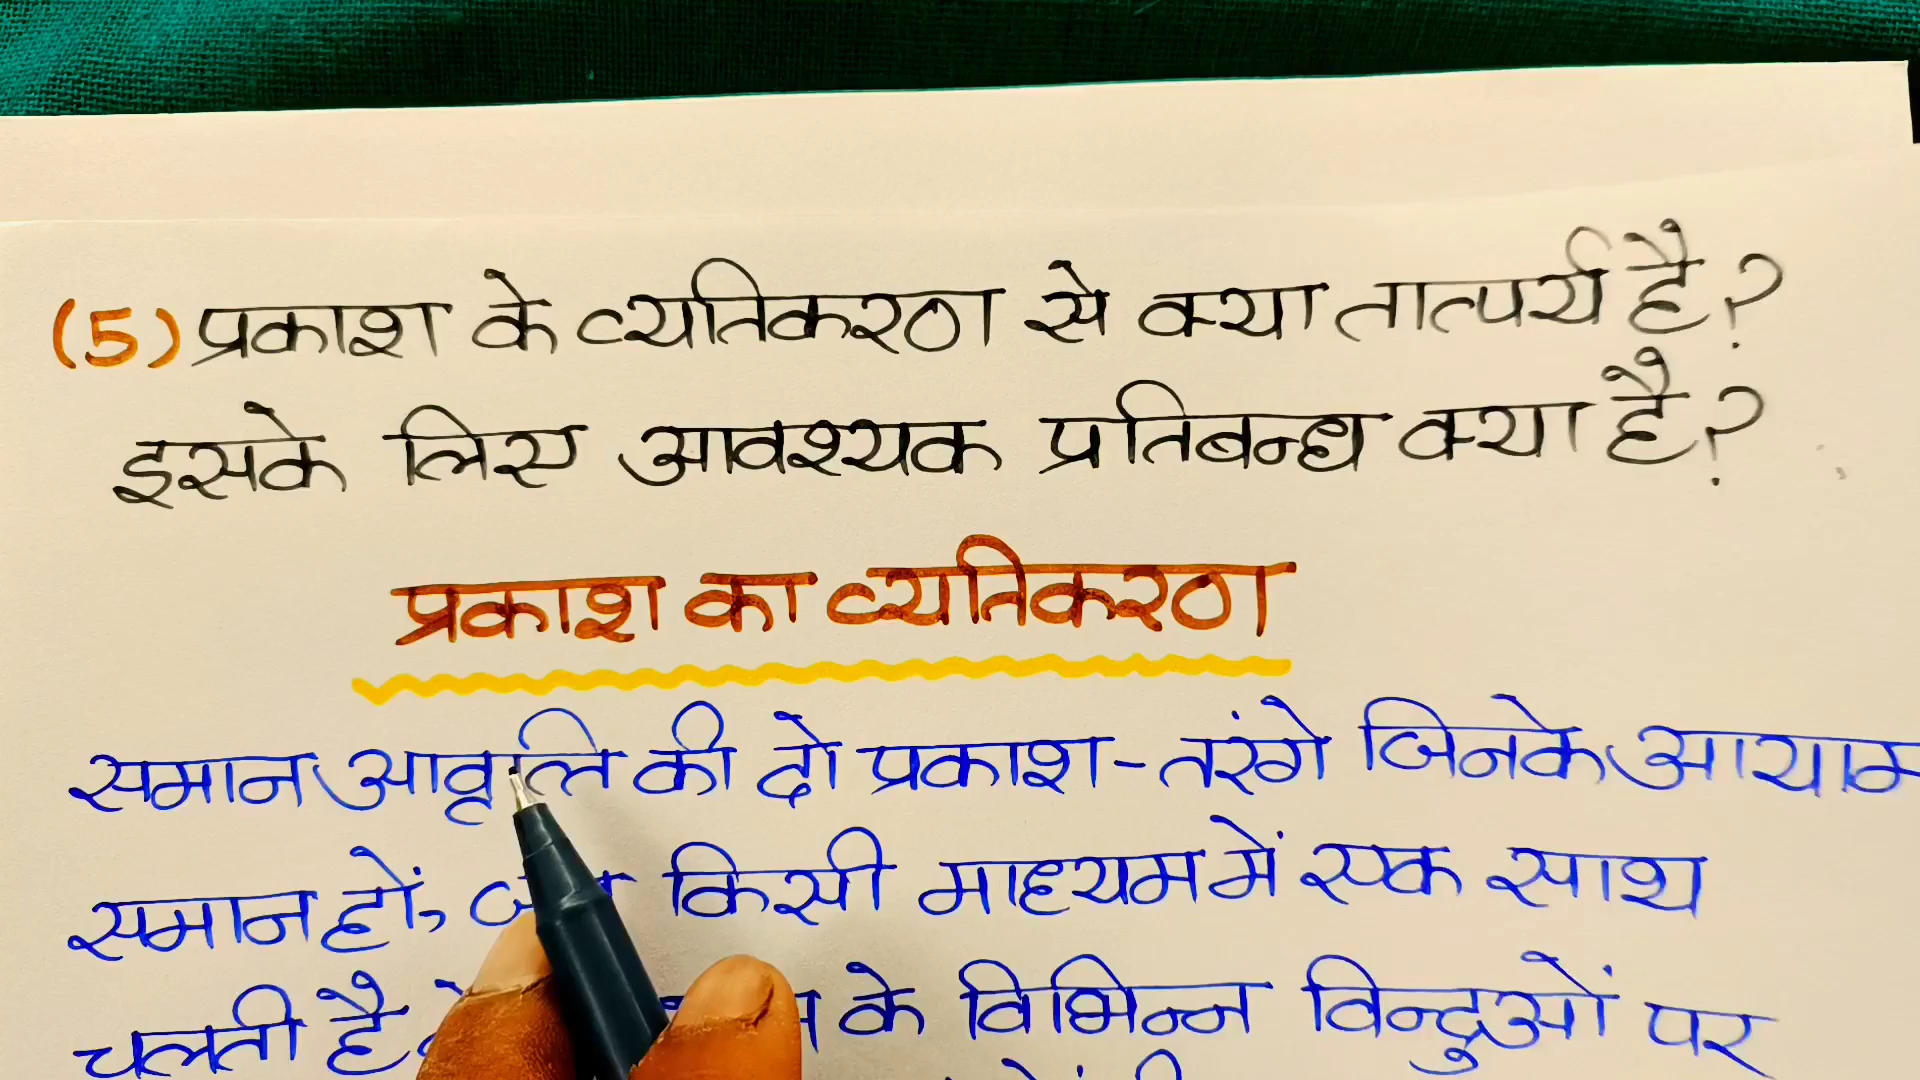 (5) प्रकाश के व्यतिकरण से क्या तात्पर्य है?
इसके लिए आवश्यक प्रतिबन्ध क्या है?
प्रकाश का व्यतिकरण
समान आवृत्ति की दो प्रकाश-तरंगे जिनके आयाम
समान हों, किसी माध्यम में एक साथ
चलती है के विभिन्न विन्दुओं पर